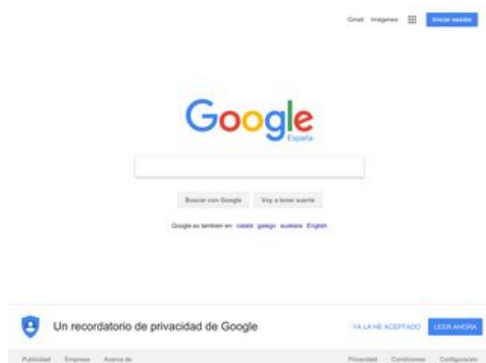 Gmail Imágenes Iniciar sesión
Google
España
Buscar con Google Voy a tener suerte
Google es también en: català galego euskara English
Un recordatorio de privacidad de Google YA LA HE ACEPTADO LEER AHORA
Publicidad Empresa Acerca de Privacidad Condiciones Configuración